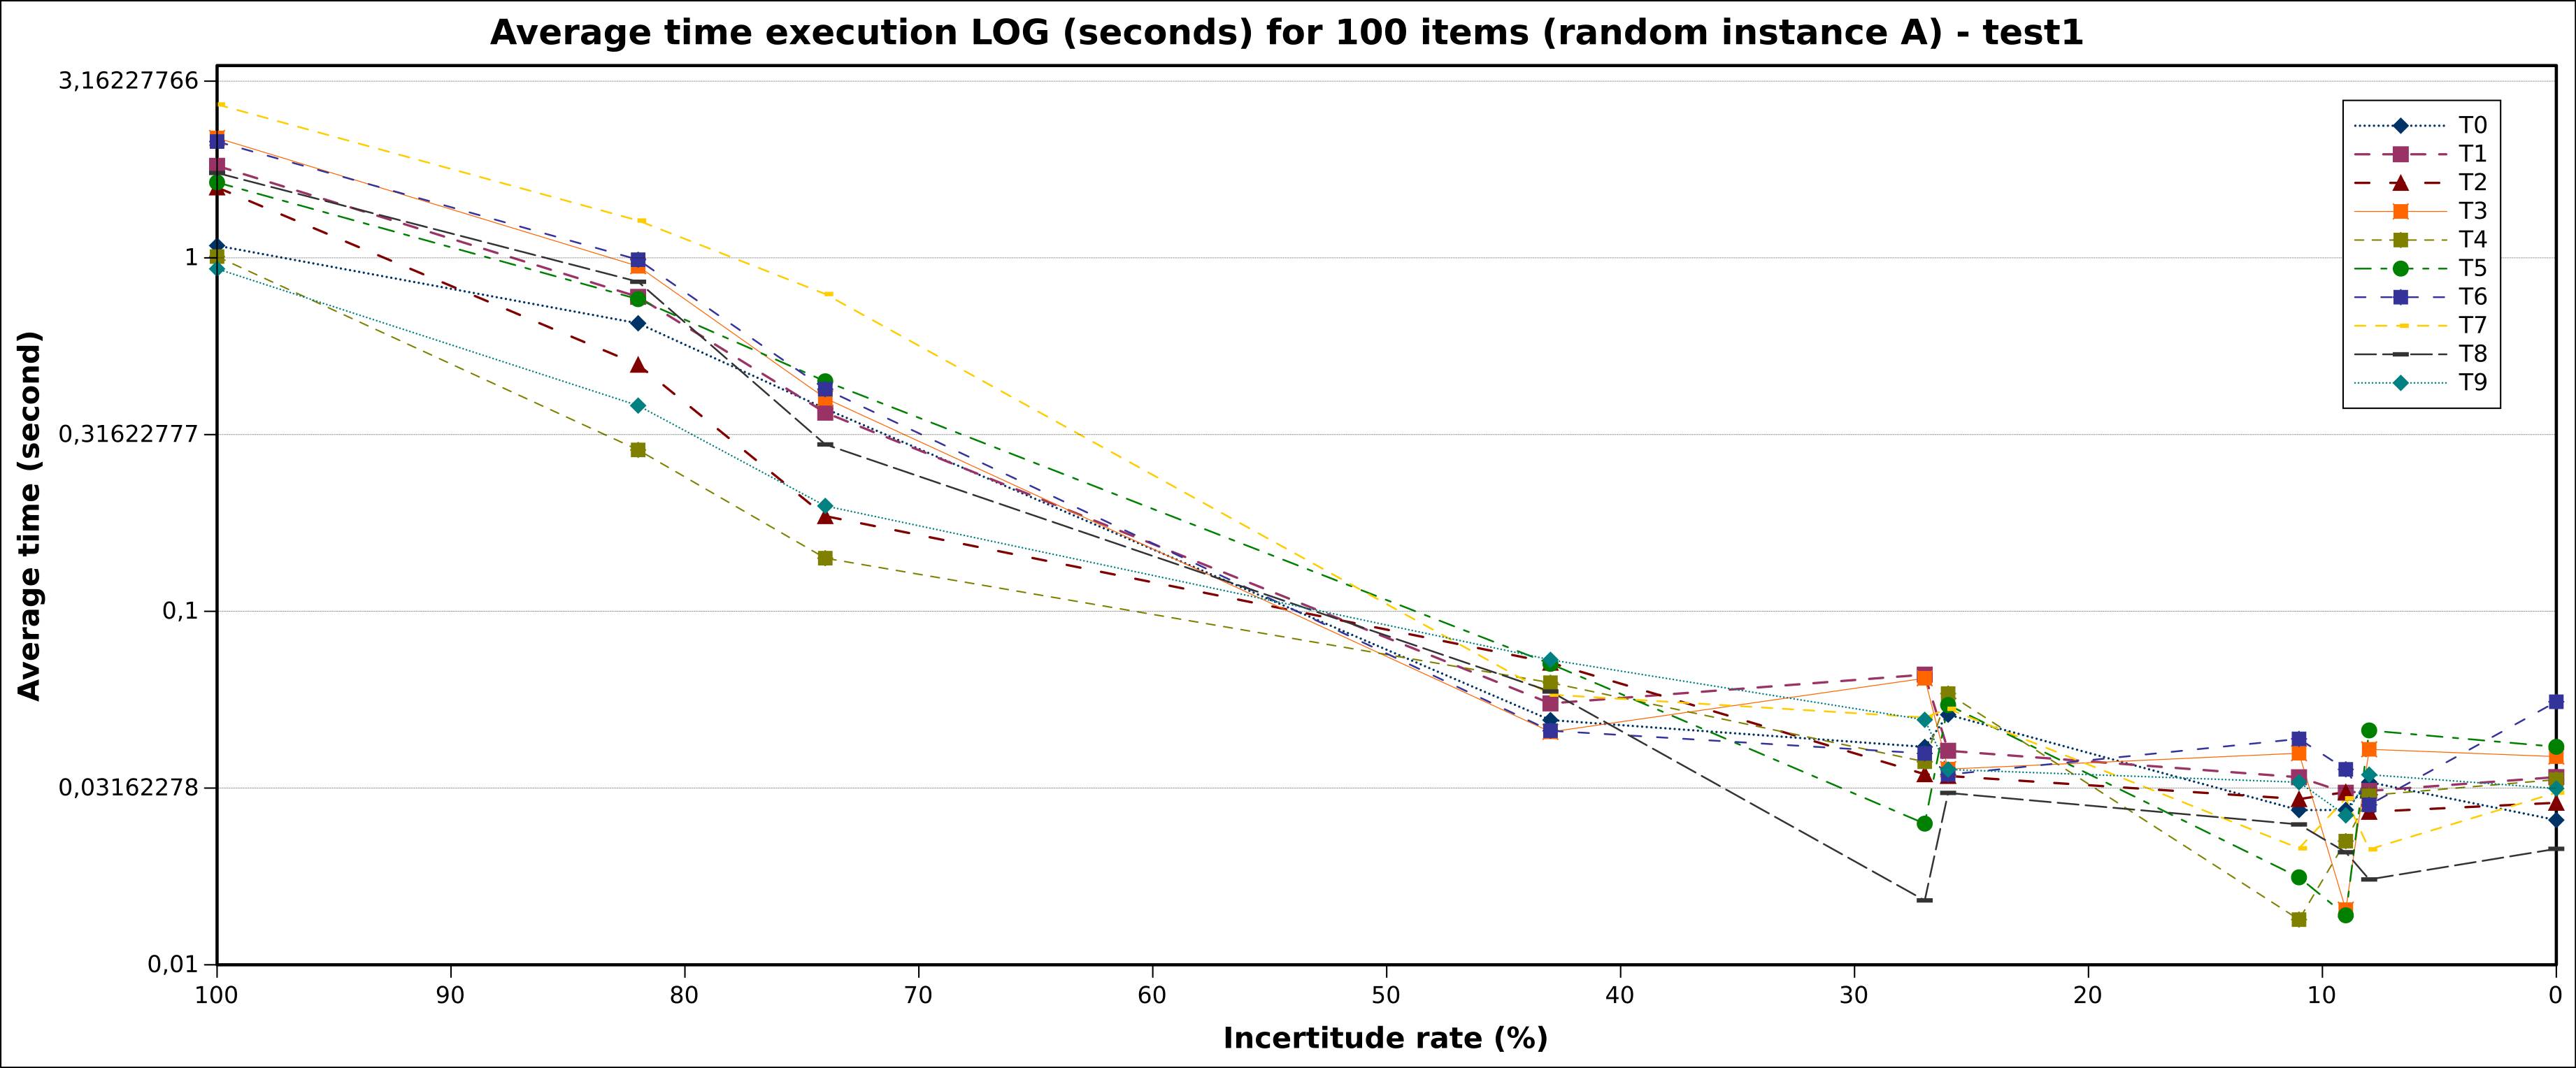 Average time execution LOG (seconds) for 100 items (random instance A) - test1
3,16227766
1
0,31622777
0,1
0,03162278
0,01
Average time (second)
T0
T1
T2
T3
T4
T5
T6
T7
T8
T9
100 90 80 70 60 50 40 30 20 10 0
Incertitude rate (%)